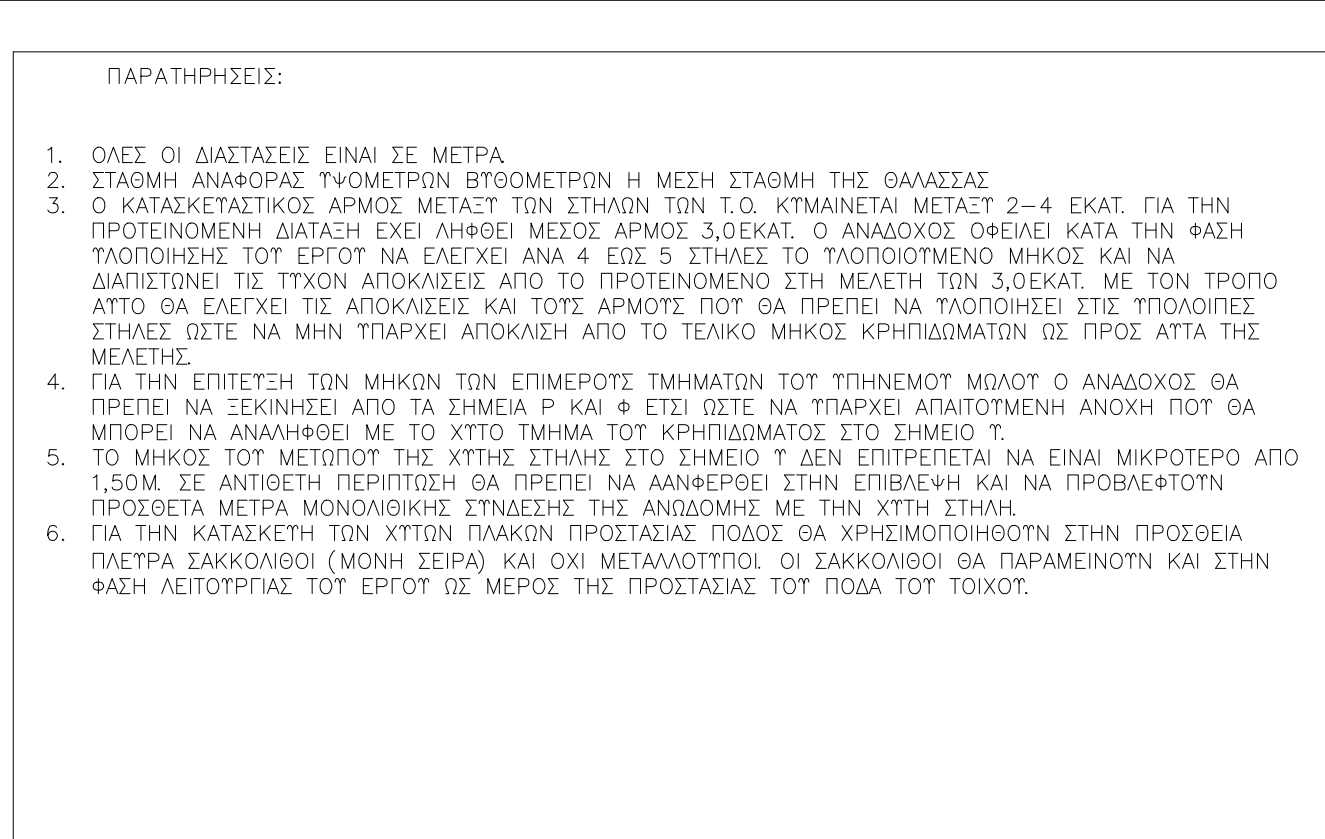 ΠΑΡΑΤΗΡΗΣΕΙΣ:
1. ΟΛΕΣ ΟΙ ΔΙΑΣΤΑΣΕΙΣ ΕΙΝΑΙ ΣΕ ΜΕΤΡΑ.
2. ΣΤΑΘΜΗ ΑΝΑΦΟΡΑΣ ΥΨΟΜΕΤΡΩΝ ΒΥΘΟΜΕΤΡΩΝ Η ΜΕΣΗ ΣΤΑΘΜΗ ΤΗΣ ΘΑΛΑΣΣΑΣ
3. Ο ΚΑΤΑΣΚΕΥΑΣΤΙΚΟΣ ΑΡΜΟΣ ΜΕΤΑΞΥ ΤΩΝ ΣΤΗΛΩΝ ΤΩΝ Τ.Ο. ΚΥΜΑΙΝΕΤΑΙ ΜΕΤΑΞΥ 2–4 ΕΚΑΤ. ΓΙΑ ΤΗΝ
ΠΡΟΤΕΙΝΟΜΕΝΗ ΔΙΑΤΑΞΗ ΕΧΕΙ ΛΗΦΘΕΙ ΜΕΣΟΣ ΑΡΜΟΣ 3,0ΕΚΑΤ. Ο ΑΝΑΔΟΧΟΣ ΟΦΕΙΛΕΙ ΚΑΤΑ ΤΗΝ ΦΑΣΗ
ΥΛΟΠΟΙΗΣΗΣ ΤΟΥ ΕΡΓΟΥ ΝΑ ΕΛΕΓΧΕΙ ΑΝΑ 4 ΕΩΣ 5 ΣΤΗΛΕΣ ΤΟ ΥΛΟΠΟΙΟΥΜΕΝΟ ΜΗΚΟΣ ΚΑΙ ΝΑ
ΔΙΑΠΙΣΤΩΝΕΙ ΤΙΣ ΤΥΧΟΝ ΑΠΟΚΛΙΣΕΙΣ ΑΠΟ ΤΟ ΠΡΟΤΕΙΝΟΜΕΝΟ ΣΤΗ ΜΕΛΕΤΗ ΤΩΝ 3,0ΕΚΑΤ. ΜΕ ΤΟΝ ΤΡΟΠΟ
ΑΥΤΟ ΘΑ ΕΛΕΓΧΕΙ ΤΙΣ ΑΠΟΚΛΙΣΕΙΣ ΚΑΙ ΤΟΥΣ ΑΡΜΟΥΣ ΠΟΥ ΘΑ ΠΡΕΠΕΙ ΝΑ ΥΛΟΠΟΙΗΣΕΙ ΣΤΙΣ ΥΠΟΛΟΙΠΕΣ
ΣΤΗΛΕΣ ΩΣΤΕ ΝΑ ΜΗΝ ΥΠΑΡΧΕΙ ΑΠΟΚΛΙΣΗ ΑΠΟ ΤΟ ΤΕΛΙΚΟ ΜΗΚΟΣ ΚΡΗΠΙΔΩΜΑΤΩΝ ΩΣ ΠΡΟΣ ΑΥΤΑ ΤΗΣ
ΜΕΛΕΤΗΣ.
4. ΓΙΑ ΤΗΝ ΕΠΙΤΕΥΞΗ ΤΩΝ ΜΗΚΩΝ ΤΩΝ ΕΠΙΜΕΡΟΥΣ ΤΜΗΜΑΤΩΝ ΤΟΥ ΥΠΗΝΕΜΟΥ ΜΩΛΟΥ Ο ΑΝΑΔΟΧΟΣ ΘΑ
ΠΡΕΠΕΙ ΝΑ ΞΕΚΙΝΗΣΕΙ ΑΠΟ ΤΑ ΣΗΜΕΙΑ Ρ ΚΑΙ Φ ΕΤΣΙ ΩΣΤΕ ΝΑ ΥΠΑΡΧΕΙ ΑΠΑΙΤΟΥΜΕΝΗ ΑΝΟΧΗ ΠΟΥ ΘΑ
ΜΠΟΡΕΙ ΝΑ ΑΝΑΛΗΦΘΕΙ ΜΕ ΤΟ ΧΥΤΟ ΤΜΗΜΑ ΤΟΥ ΚΡΗΠΙΔΩΜΑΤΟΣ ΣΤΟ ΣΗΜΕΙΟ Υ.
5. ΤΟ ΜΗΚΟΣ ΤΟΥ ΜΕΤΩΠΟΥ ΤΗΣ ΧΥΤΗΣ ΣΤΗΛΗΣ ΣΤΟ ΣΗΜΕΙΟ Υ ΔΕΝ ΕΠΙΤΡΕΠΕΤΑΙ ΝΑ ΕΙΝΑΙ ΜΙΚΡΟΤΕΡΟ ΑΠΟ
1,50Μ. ΣΕ ΑΝΤΙΘΕΤΗ ΠΕΡΙΠΤΩΣΗ ΘΑ ΠΡΕΠΕΙ ΝΑ ΑΑΝΦΕΡΘΕΙ ΣΤΗΝ ΕΠΙΒΛΕΨΗ ΚΑΙ ΝΑ ΠΡΟΒΛΕΦΤΟΥΝ
ΠΡΟΣΘΕΤΑ ΜΕΤΡΑ ΜΟΝΟΛΙΘΙΚΗΣ ΣΥΝΔΕΣΗΣ ΤΗΣ ΑΝΩΔΟΜΗΣ ΜΕ ΤΗΝ ΧΥΤΗ ΣΤΗΛΗ.
6. ΓΙΑ ΤΗΝ ΚΑΤΑΣΚΕΥΗ ΤΩΝ ΧΥΤΩΝ ΠΛΑΚΩΝ ΠΡΟΣΤΑΣΙΑΣ ΠΟΔΟΣ ΘΑ ΧΡΗΣΙΜΟΠΟΙΗΘΟΥΝ ΣΤΗΝ ΠΡΟΣΘΕΙΑ
ΠΛΕΥΡΑ ΣΑΚΚΟΛΙΘΟΙ (ΜΟΝΗ ΣΕΙΡΑ) ΚΑΙ ΟΧΙ ΜΕΤΑΛΛΟΤΥΠΟΙ. ΟΙ ΣΑΚΚΟΛΙΘΟΙ ΘΑ ΠΑΡΑΜΕΙΝΟΥΝ ΚΑΙ ΣΤΗΝ
ΦΑΣΗ ΛΕΙΤΟΥΡΓΙΑΣ ΤΟΥ ΕΡΓΟΥ ΩΣ ΜΕΡΟΣ ΤΗΣ ΠΡΟΣΤΑΣΙΑΣ ΤΟΥ ΠΟΔΑ ΤΟΥ ΤΟΙΧΟΥ.